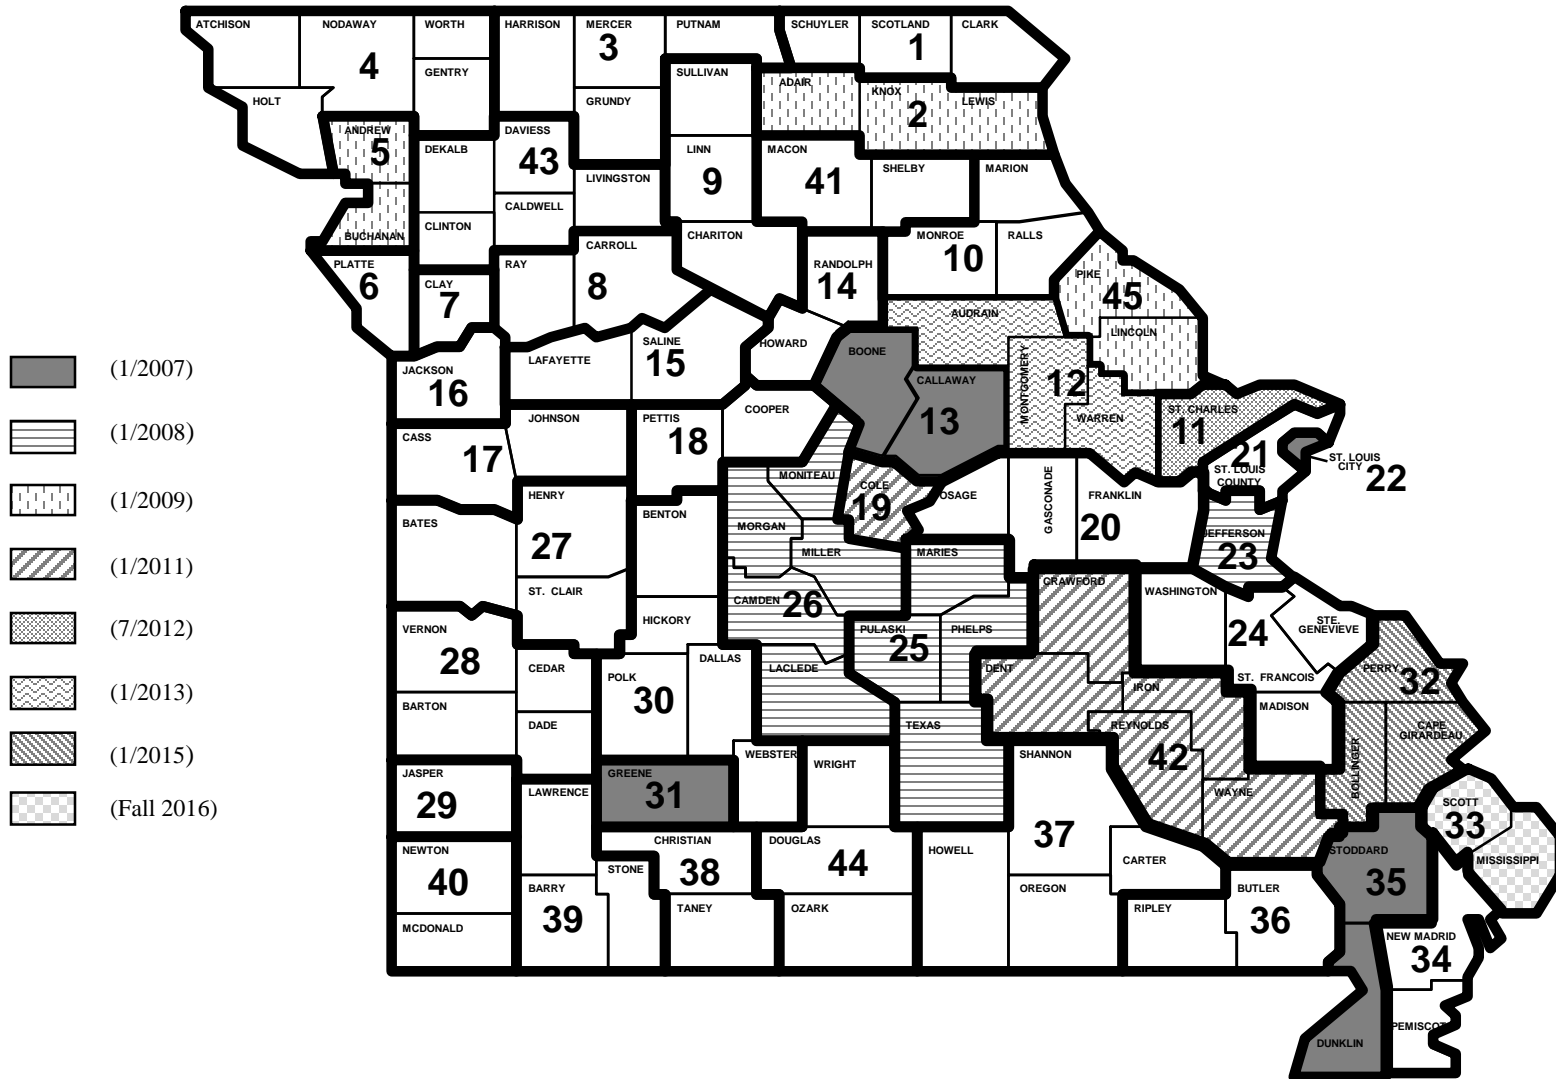 ATCHISON
NODAWAY
WORTH
HARRISON
MERCER
PUTNAM
SCHUYLER
SCOTLAND
CLARK
4
3
1
GENTRY
SULLIVAN
ADAIR
KNOX
LEWIS
HOLT
GRUNDY
2
ANDREW
5
DEKALB
DAVIESS
43
LINN
9
MACON
41
SHELBY
MARION
LIVINGSTON
CALDWELL
BUCHANAN
CLINTON
CARROLL
CHARITON
MONROE
10
RALLS
PLATTE
6
CLAY
7
RAY
8
RANDOLPH
14
PIKE
45
AUDRAIN
LINCOLN
(1/2007)
JACKSON
16
LAFAYETTE
SALINE
15
HOWARD
BOONE
CALLAWAY
13
MONTGOMERY
12
WARREN
ST. CHARLES
11
(1/2008)
CASS
17
JOHNSON
PETTIS
18
COOPER
MONITEAU
21
ST. LOUIS
COUNTY
ST. LOUIS
CITY
22
(1/2009)
BATES
HENRY
27
BENTON
MORGAN
COLE
19
OSAGE
GASCONADE
FRANKLIN
20
JEFFERSON
23
(1/2011)
ST. CLAIR
MILLER
MARIES
CRAWFORD
WASHINGTON
CAMDEN
26
(7/2012)
VERNON
28
HICKORY
PULASKI
25
PHELPS
24
STE.
GENEVIEVE
CEDAR
DALLAS
LACLEDE
DENT
IRON
ST. FRANCOIS
PERRY
32
(1/2013)
BARTON
POLK
30
DADE
TEXAS
REYNOLDS
42
MADISON
BOLLINGER
CAPE
GIRARDEAU
(1/2015)
JASPER
29
LAWRENCE
GREENE
31
WEBSTER
WRIGHT
SHANNON
WAYNE
SCOTT
33
(Fall 2016)
NEWTON
40
CHRISTIAN
38
DOUGLAS
44
HOWELL
37
CARTER
STODDARD
35
MISSISSIPPI
BARRY
39
STONE
OREGON
BUTLER
36
MCDONALD
TANEY
OZARK
RIPLEY
NEW MADRID
34
PEMISCOT
DUNKLIN